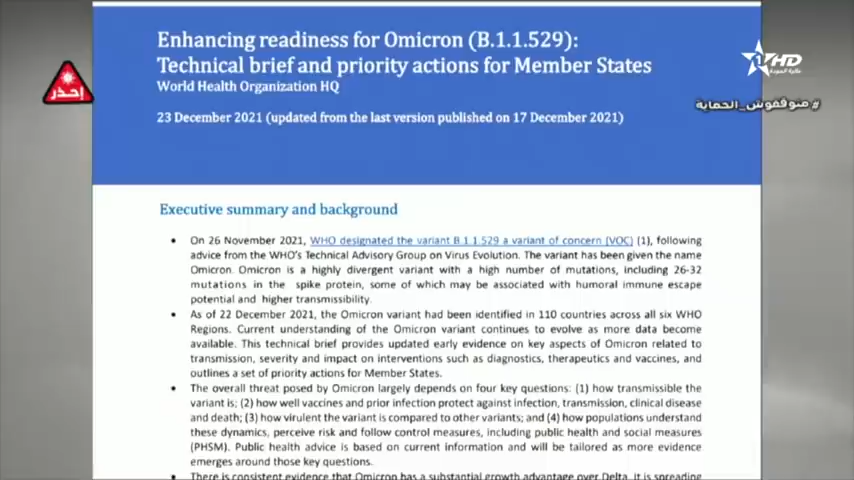 Enhancing readiness for Omicron (B.1.1.529):
Technical brief and priority actions for Member States
World Health Organization HQ
23 December 2021 (updated from the last version published on 17 December 2021)
HD
عالية الجودة
#منوقفوش_الحماية
إحذر
Executive summary and background
• On 26 November 2021, WHO designated the variant B.1.1.529 a variant of concern (VOC) (1), following
advice from the WHO's Technical Advisory Group on Virus Evolution. The variant has been given the name
Omicron. Omicron is a highly divergent variant with a high number of mutations, including 26-32
mutations in the spike protein, some of which may be associated with humoral immune escape
potential and higher transmissibility.
• As of 22 December 2021, the Omicron variant had been identified in 110 countries across all six WHO
Regions. Current understanding of the Omicron variant continues to evolve as more data become
available. This technical brief provides updated early evidence on key aspects of Omicron related to
transmission, severity and impact on interventions such as diagnostics, therapeutics and vaccines, and
outlines a set of priority actions for Member States.
• The overall threat posed by Omicron largely depends on four key questions: (1) how transmissible the
variant is; (2) how well vaccines and prior infection protect against infection, transmission, clinical disease
and death; (3) how virulent the variant is compared to other variants; and (4) how populations understand
these dynamics, perceive risk and follow control measures, including public health and social measures
(PHSM). Public health advice is based on current information and will be tailored as more evidence
emerges around those key questions.
• There is consistent evidence that Omicron has a substantial growth advantage over Delta. It is spreading